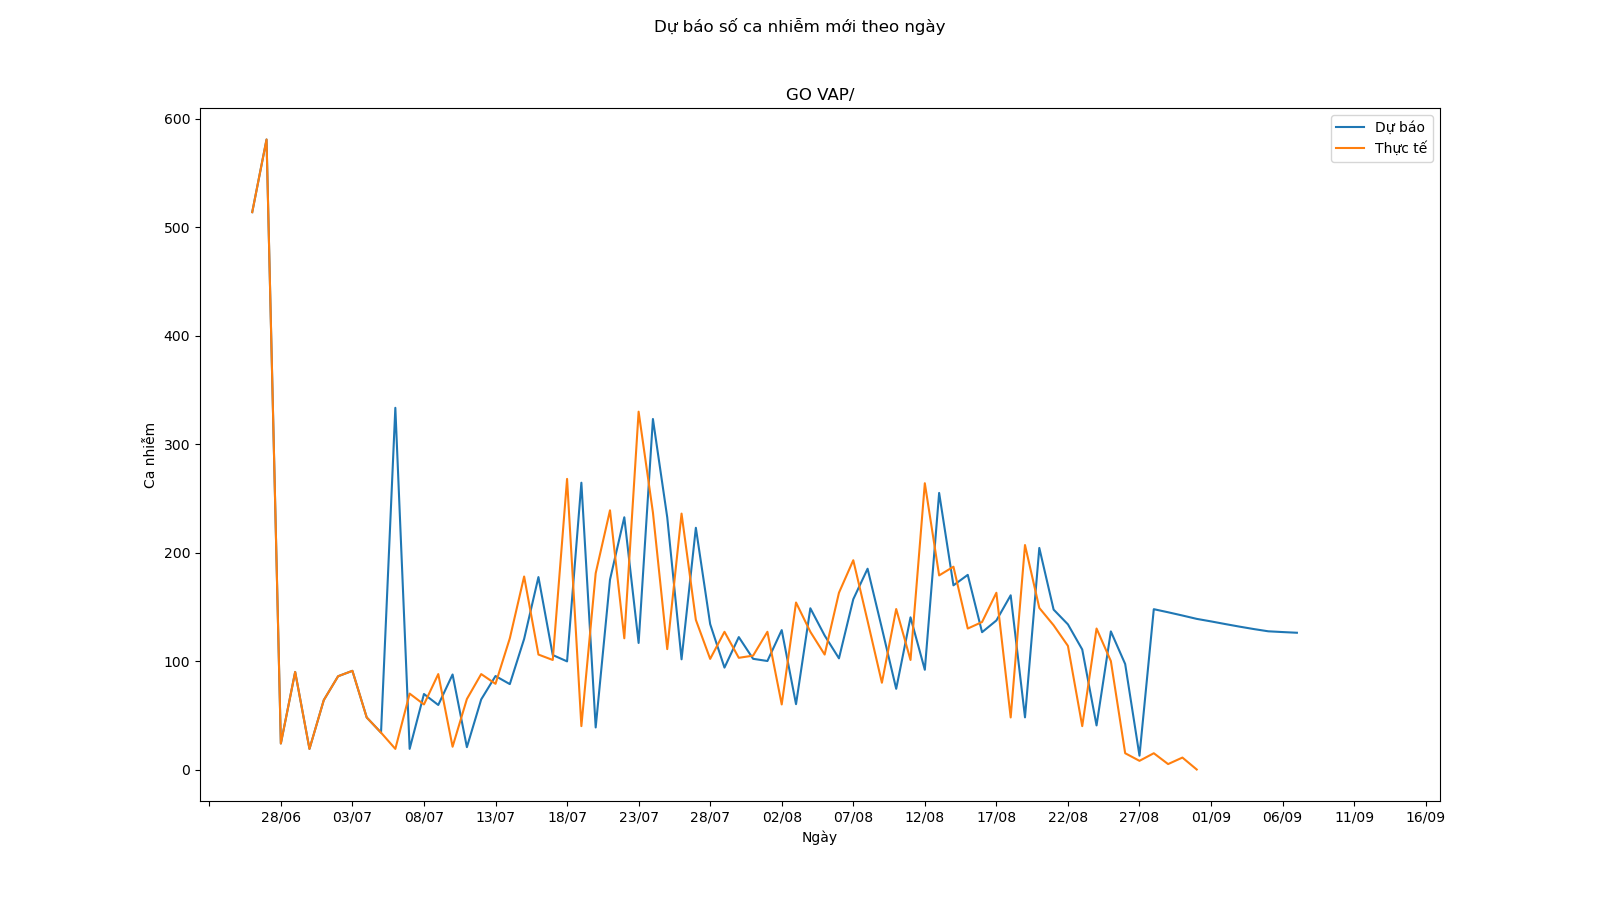 Dự báo số ca nhiễm mới theo ngày
GO VAP/
Dự báo
Thực tế
600
500
400
300
200
100
0
Ca nhiễm
28/06 03/07 08/07 13/07 18/07 23/07 28/07 02/08 07/08 12/08 17/08 22/08 27/08 01/09 06/09 11/09 16/09
Ngày